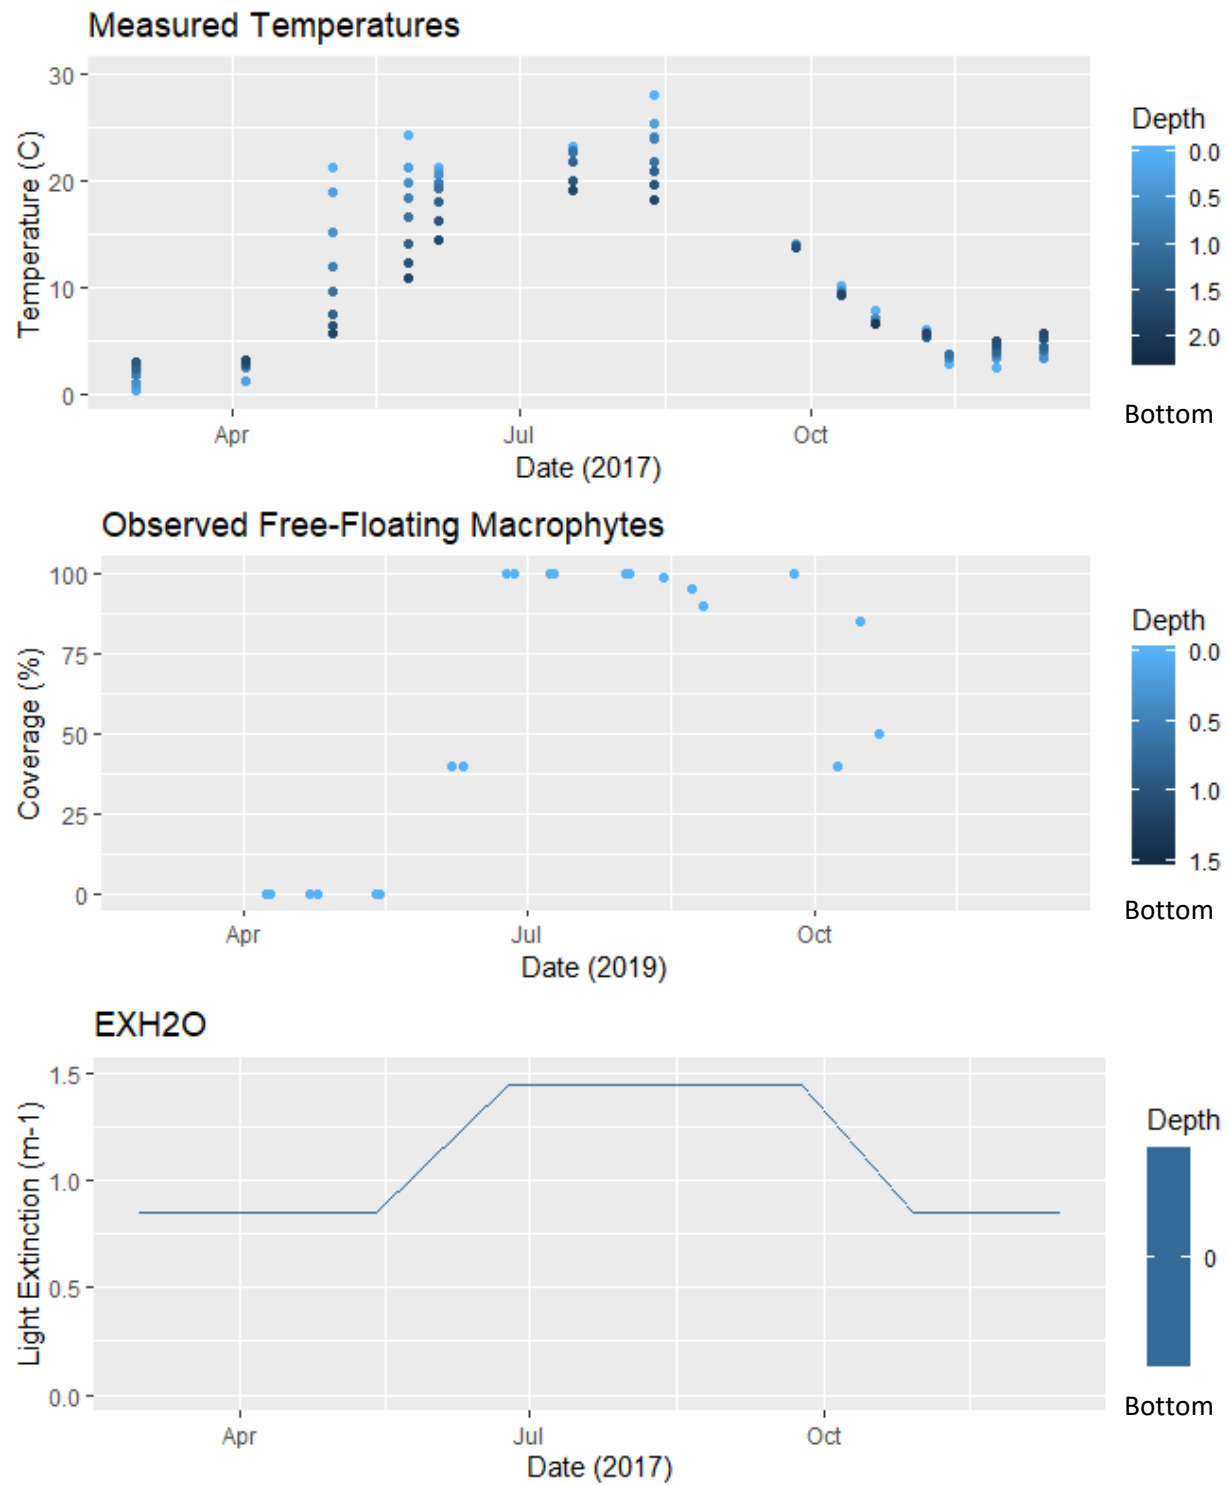 Measured Temperatures
Temperature (C)
30
20
10
0
Apr
Jul
Oct
Date (2017)
Depth
0.0
0.5
1.0
1.5
2.0
Bottom
Observed Free-Floating Macrophytes
Coverage (%)
100
75
50
25
0
Apr
Jul
Oct
Date (2019)
Depth
0.0
0.5
1.0
1.5
Bottom
EXH2O
Light Extinction (m-1)
1.5
1.0
0.5
0.0
Apr
Jul
Oct
Date (2017)
Depth
0
Bottom